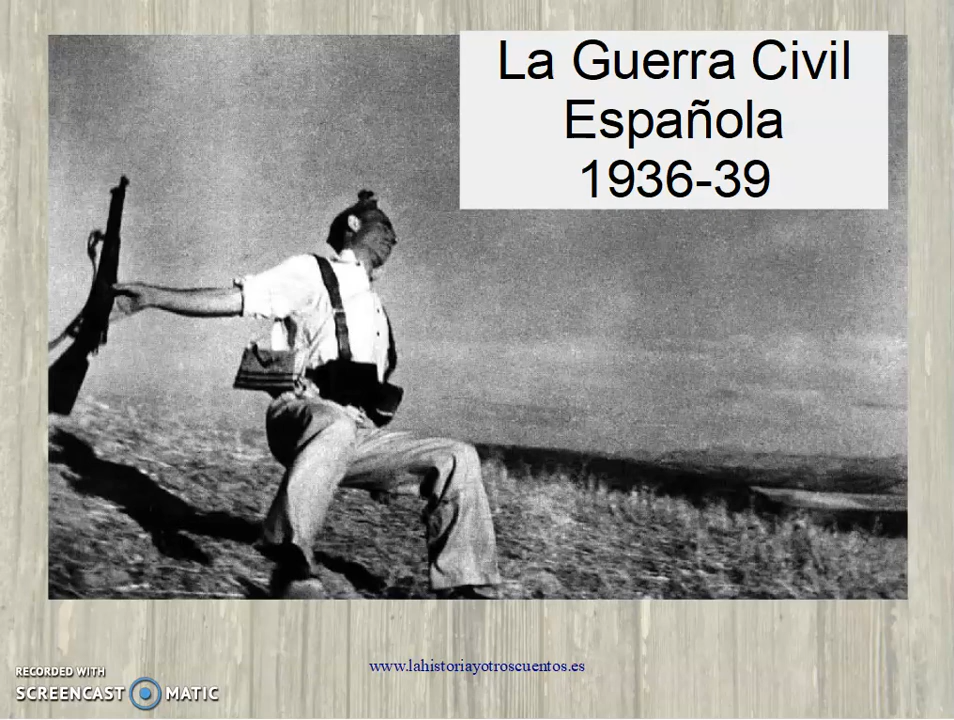 La Guerra Civil
Española
1936-39
www.lahistoriayotroscuentos.es
RECORDED WITH
SCREENCAST MATIC